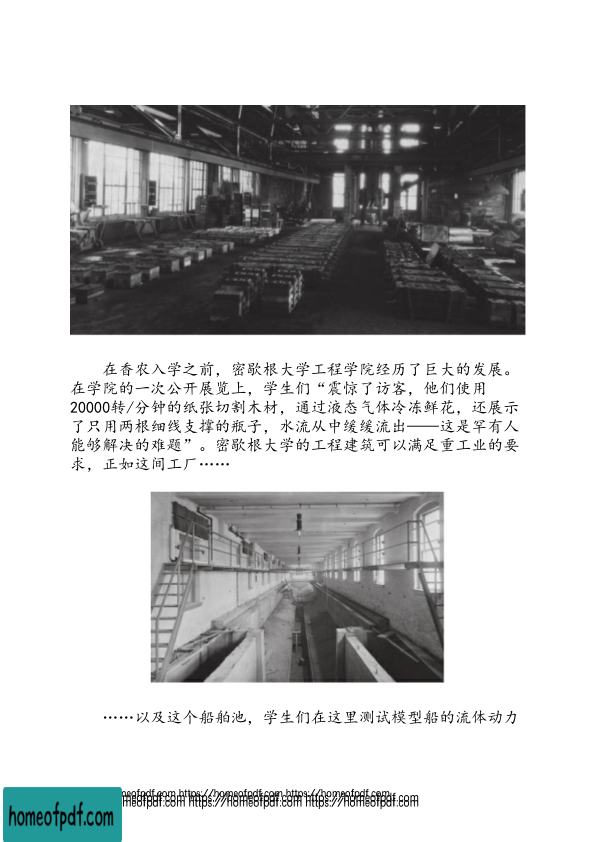 在香农入学之前，密歇根大学工程学院经历了巨大的发展。
在学院的一次公开展览上，学生们“震惊了访客，他们使用
20000转/分钟的纸张切割木材，通过液态气体冷冻鲜花，还展示
了只用两根细线支撑的瓶子，水流从中缓缓流出——这是罕有人
能够解决的难题”。密歇根大学的工程建筑可以满足重工业的要
求，正如这间工厂……
……以及这个船舶池，学生们在这里测试模型船的流体动力
homeofpdf.com https://homeofpdf.com https://homeofpdf.com
homeofpdf.com https://homeofpdf.com https://homeofpdf.com
homeofpdf.com